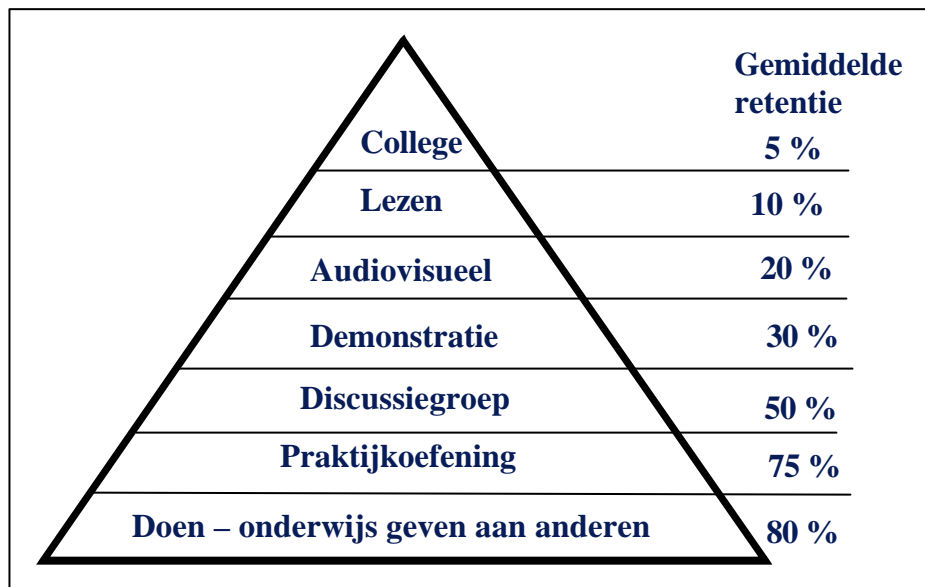 Gemiddelde
retentie
College 5 %
Lezen 10 %
Audiovisueel 20 %
Demonstratie 30 %
Discussiegroep 50 %
Praktijkoefening 75 %
Doen – onderwijs geven aan anderen 80 %